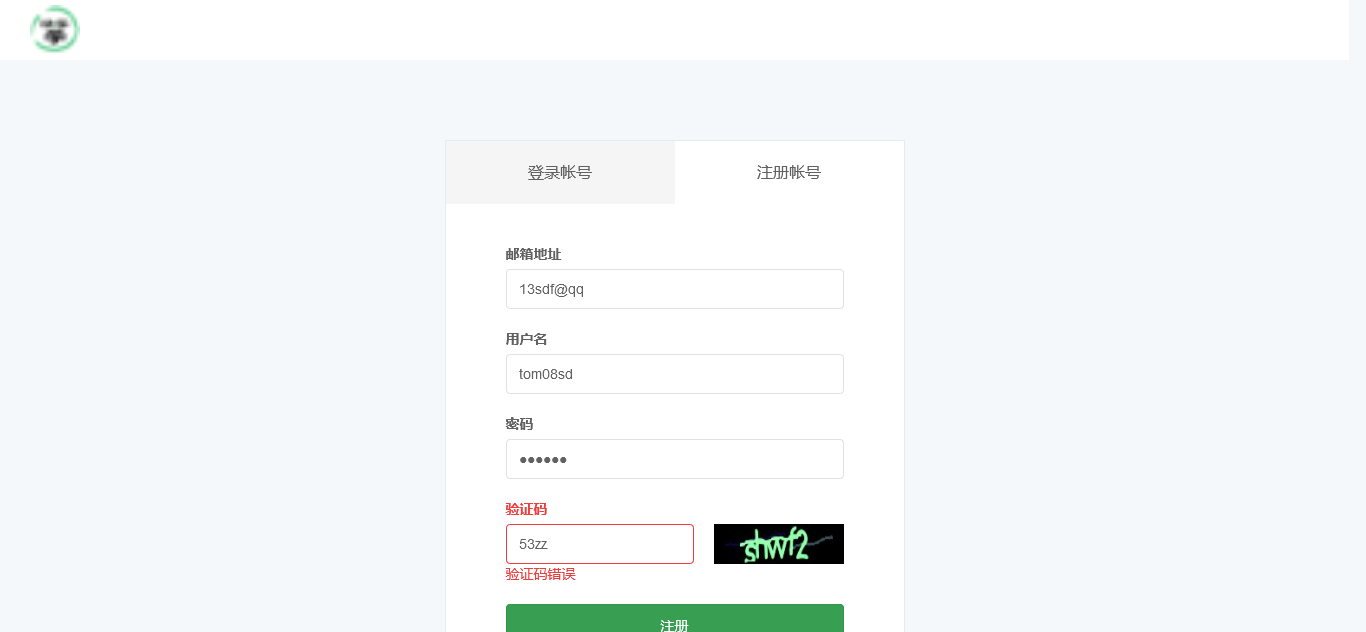 登录帐号
注册帐号
邮箱地址
13sdf@qq
用户名
tom08sd
密码
••••••
验证码
53zz
shwf2
验证码错误
注册